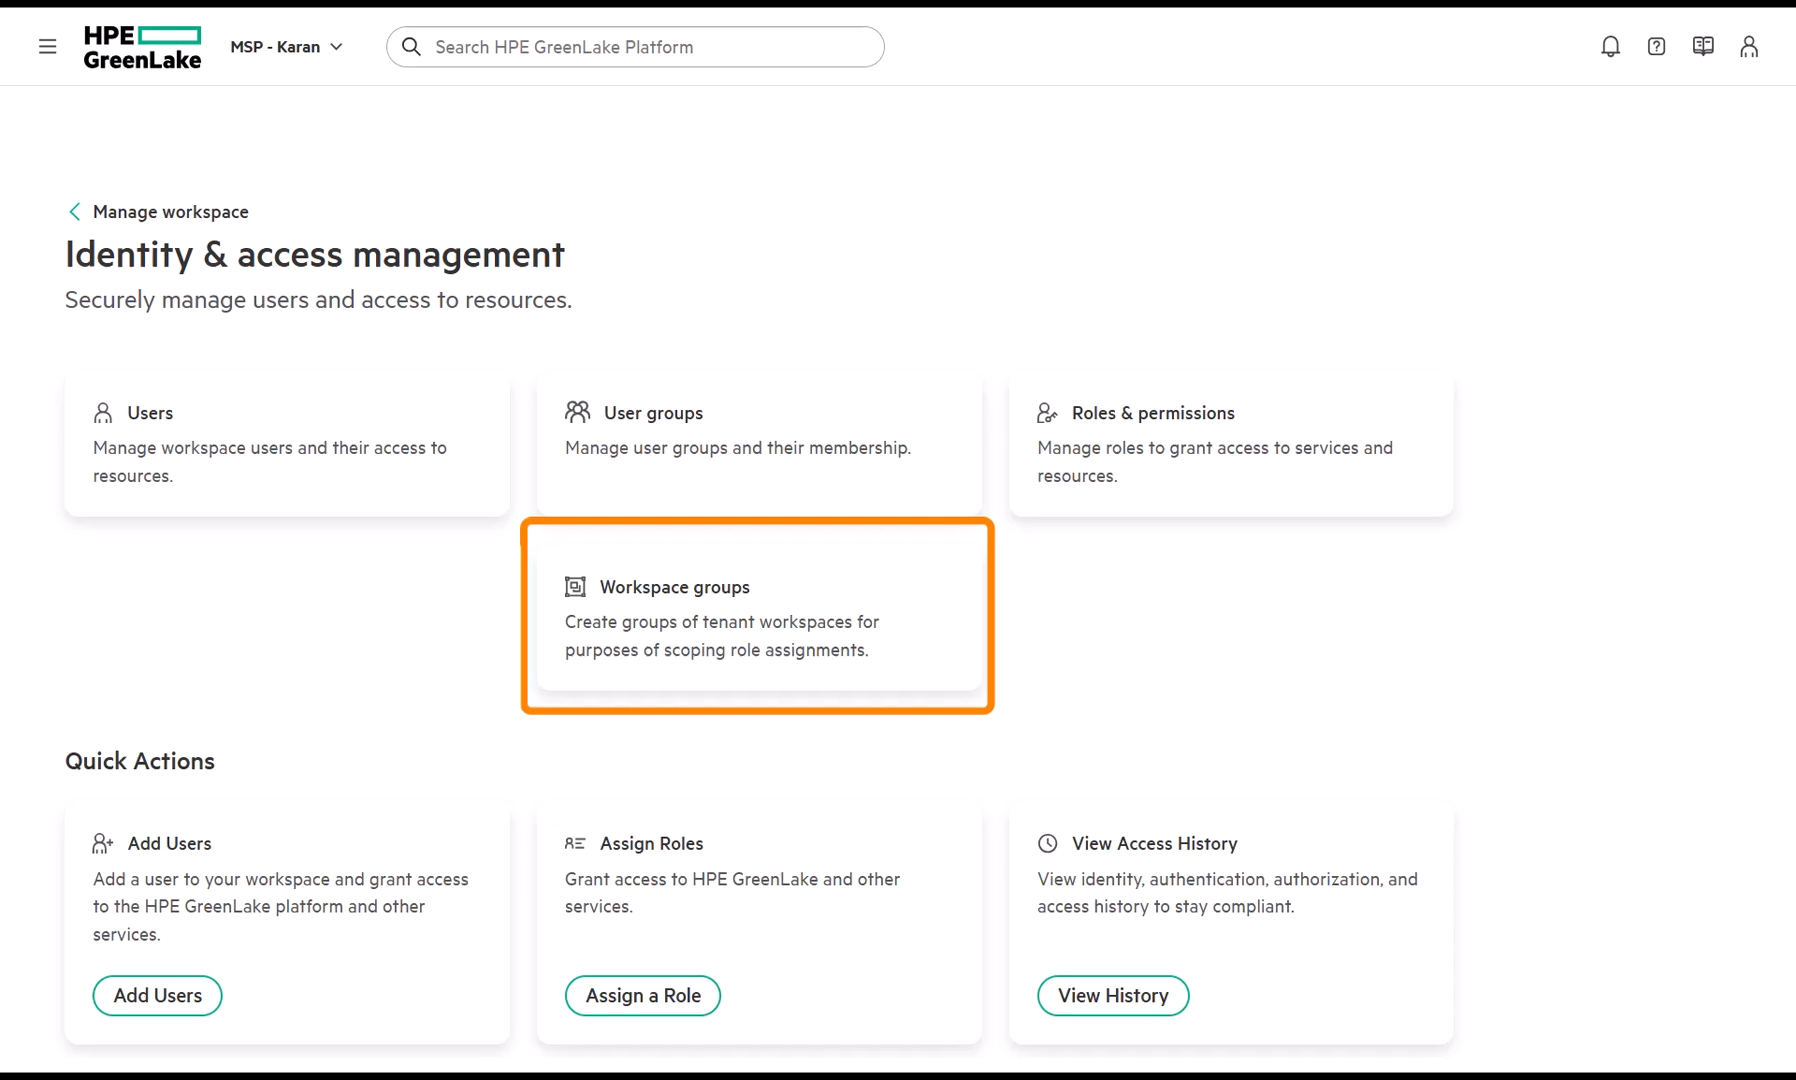 HPE
GreenLake
MSP - Karan
Search HPE GreenLake Platform
Manage workspace
Identity & access management
Securely manage users and access to resources.
Users
Manage workspace users and their access to
resources.
User groups
Manage user groups and their membership.
Roles & permissions
Manage roles to grant access to services and
resources.
Workspace groups
Create groups of tenant workspaces for
purposes of scoping role assignments.
Quick Actions
Add Users
Add a user to your workspace and grant access
to the HPE GreenLake platform and other
services.
Add Users
Assign Roles
Grant access to HPE GreenLake and other
services.
Assign a Role
View Access History
View identity, authentication, authorization, and
access history to stay compliant.
View History